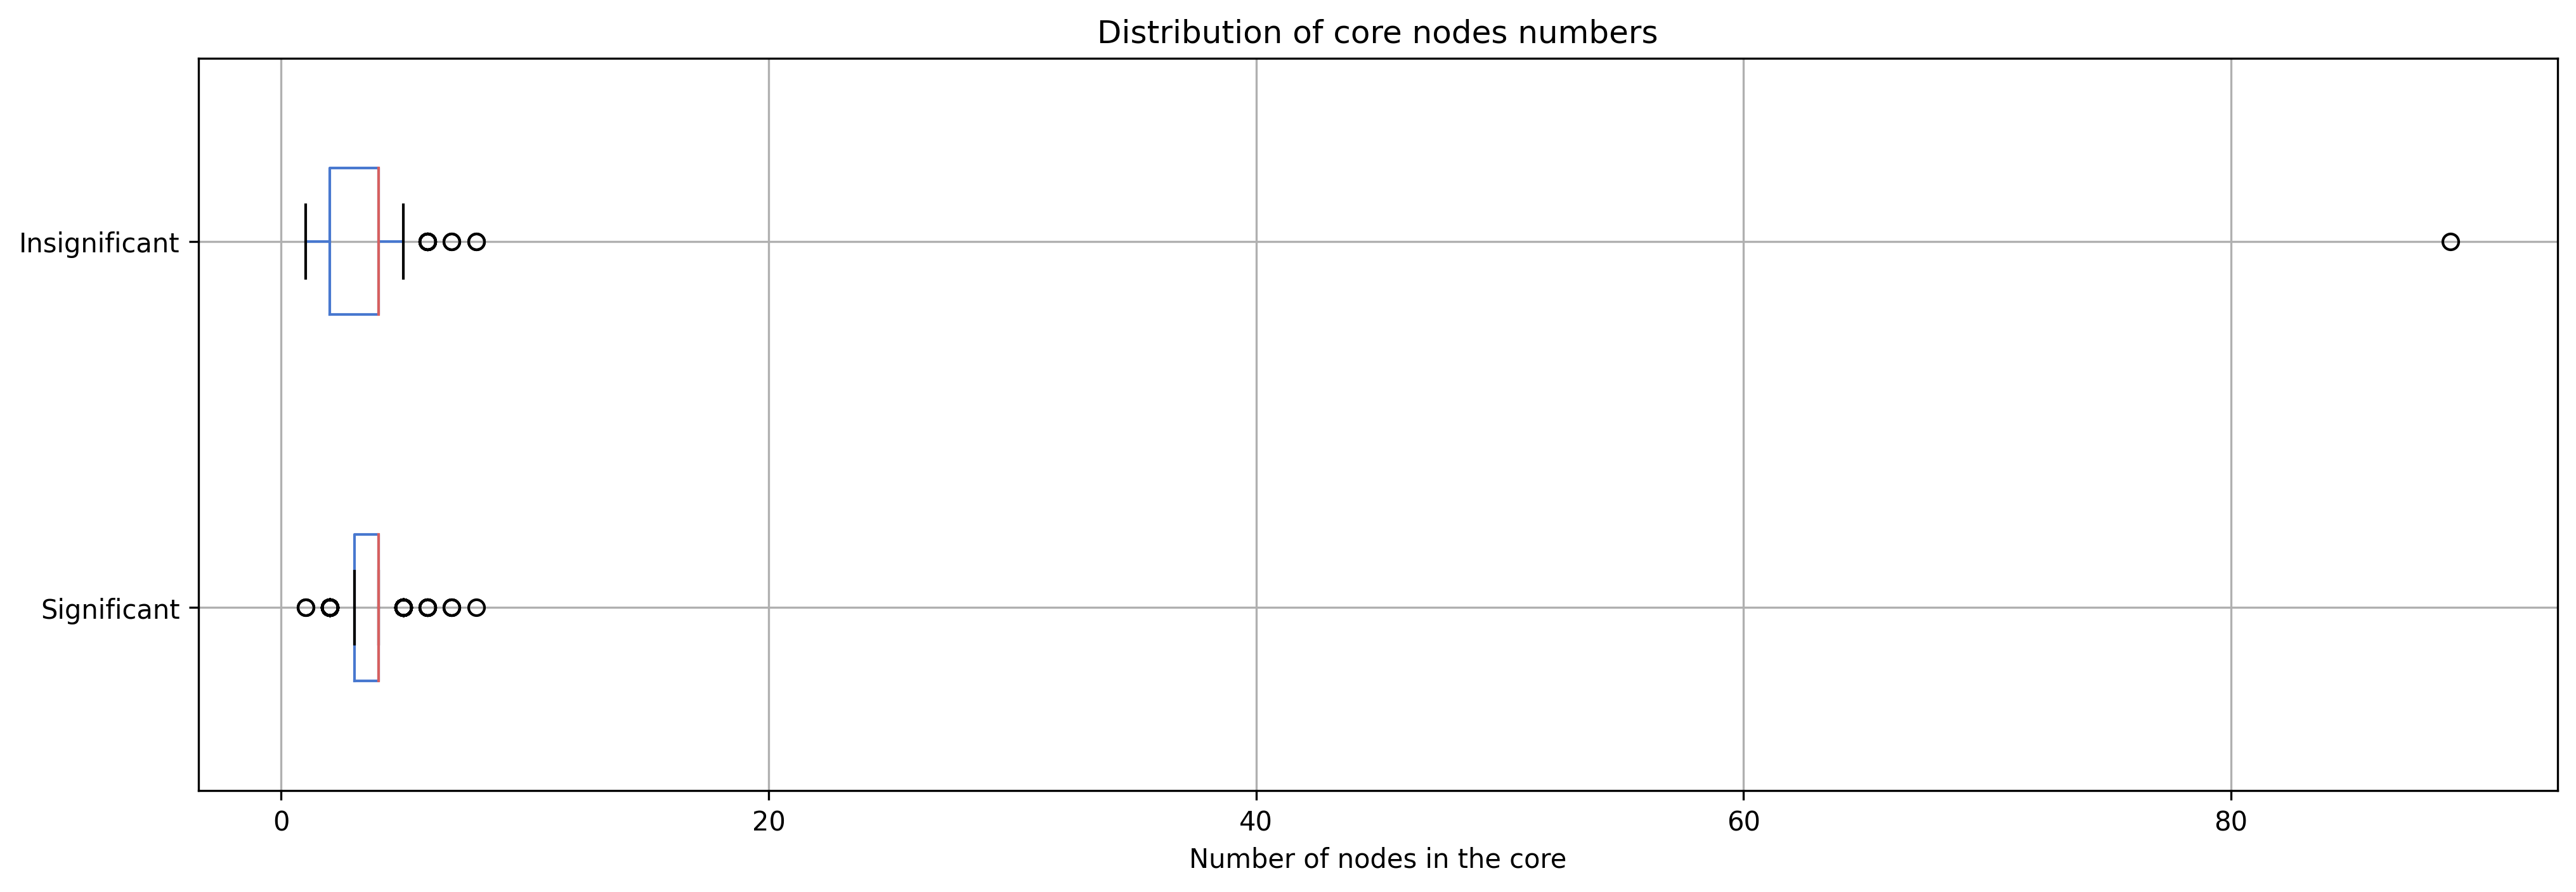 Distribution of core nodes numbers
Insignificant
Significant
0 20 40 60 80
Number of nodes in the core